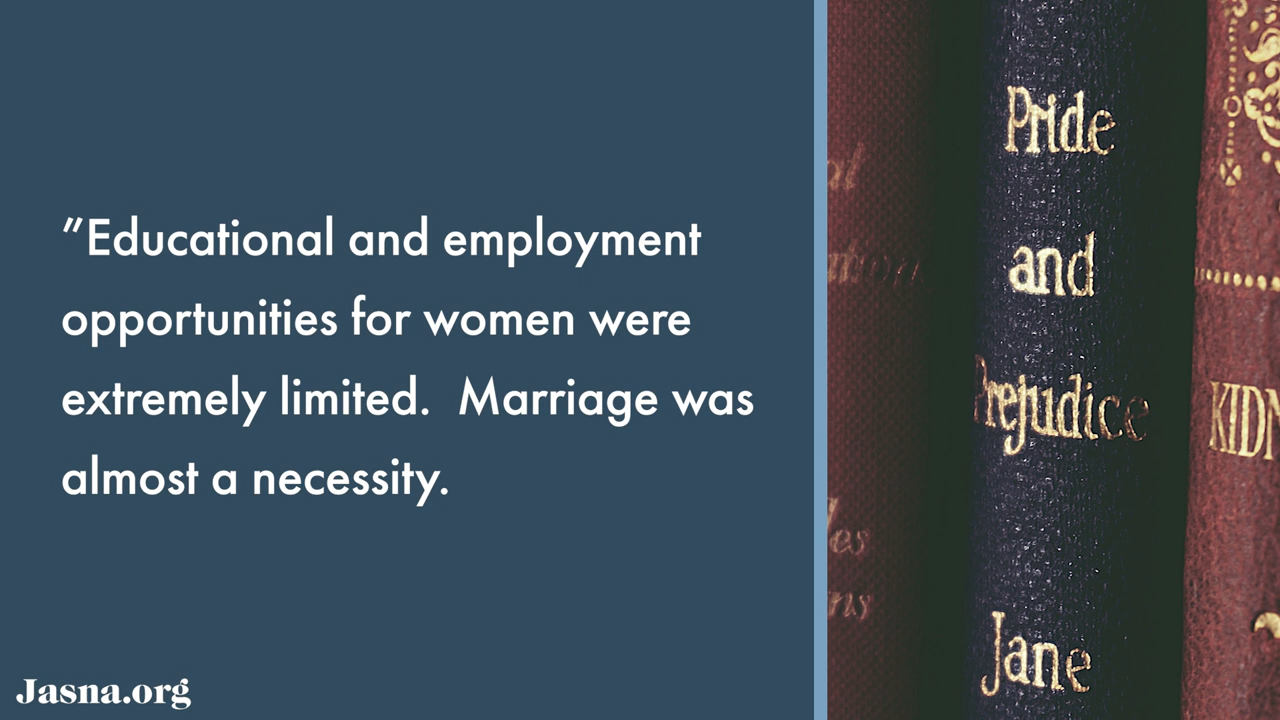 "Educational and employment
opportunities for women were
extremely limited.  Marriage was
almost a necessity.
Jasna.org
Pride
and
Prejudice
Jane